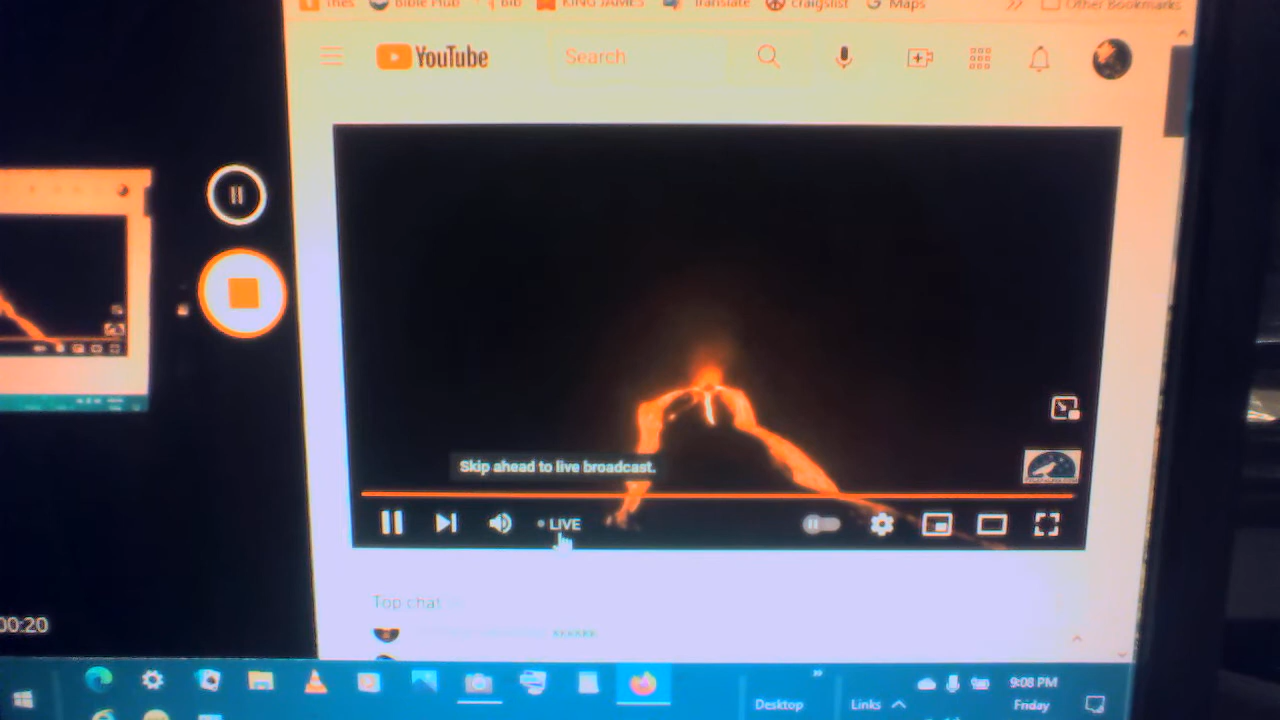 Bible Hub
KING JAMES
Translate
craigslist
Maps
Other Bookmarks
YouTube
Search
Skip ahead to live broadcast.
LIVE
Top chat
00:20
9:08 PM
Desktop
Links
Friday